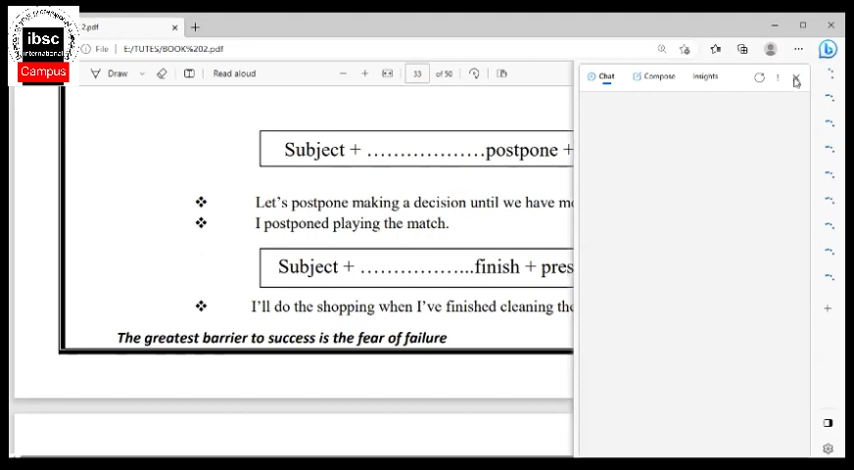 ibsc
international
Campus
2.pdf
File
E:/TUTES/BOOK%202.pdf
Draw
Read aloud
33
of 50
Chat
Compose
Insights
Subject + ………………postpone +
Let's postpone making a decision until we have
I postponed playing the match.
Subject + ……………...finish + pres
I'll do the shopping when I've finished cleaning the
The greatest barrier to success is the fear of failure